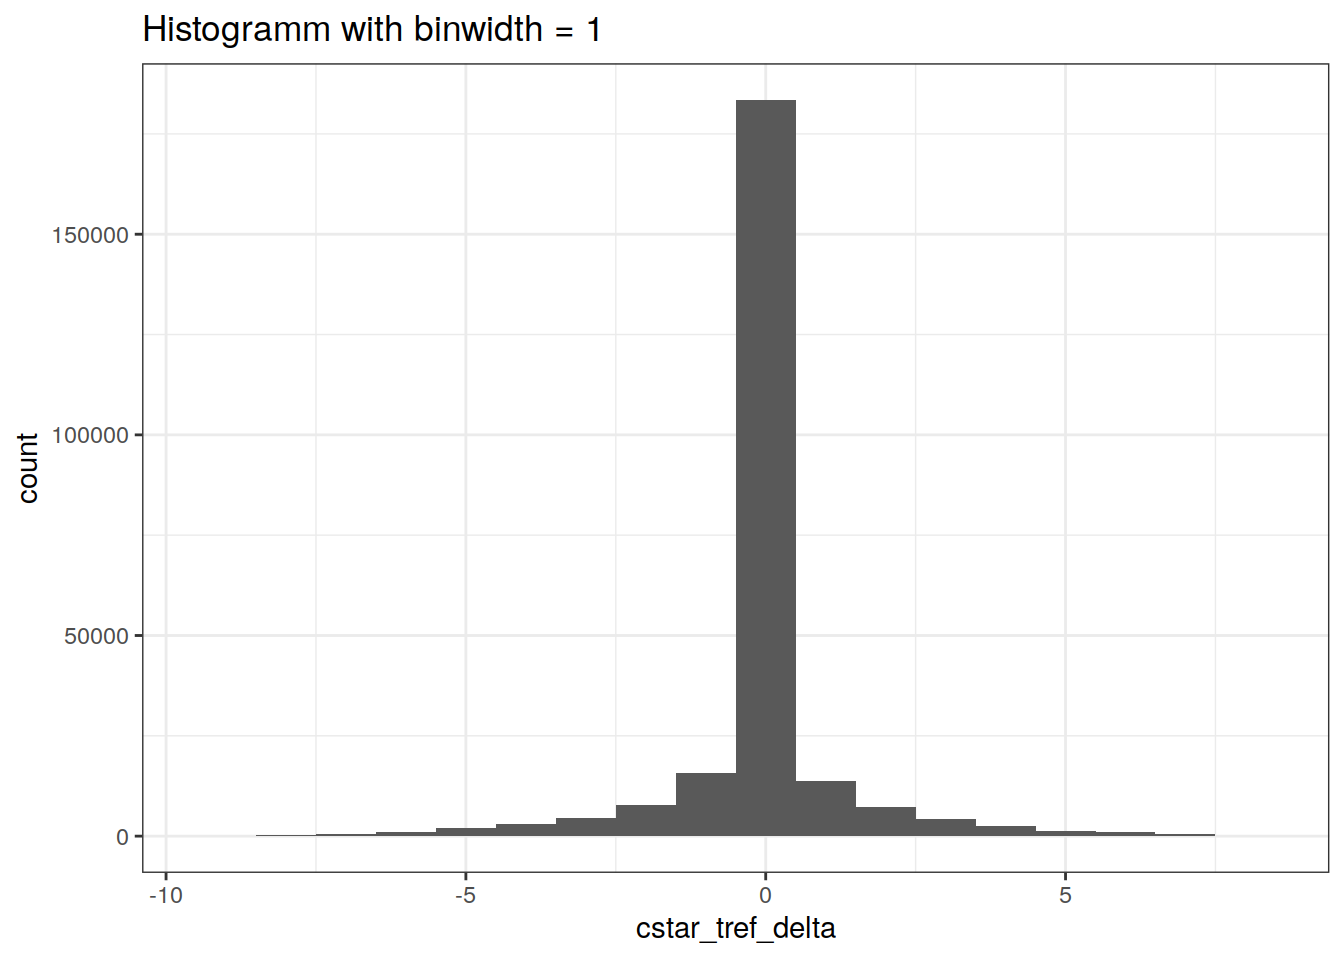 Histogramm with binwidth = 1
150000
100000
50000
0
count
-10 -5 0 5
cstar_tref_delta